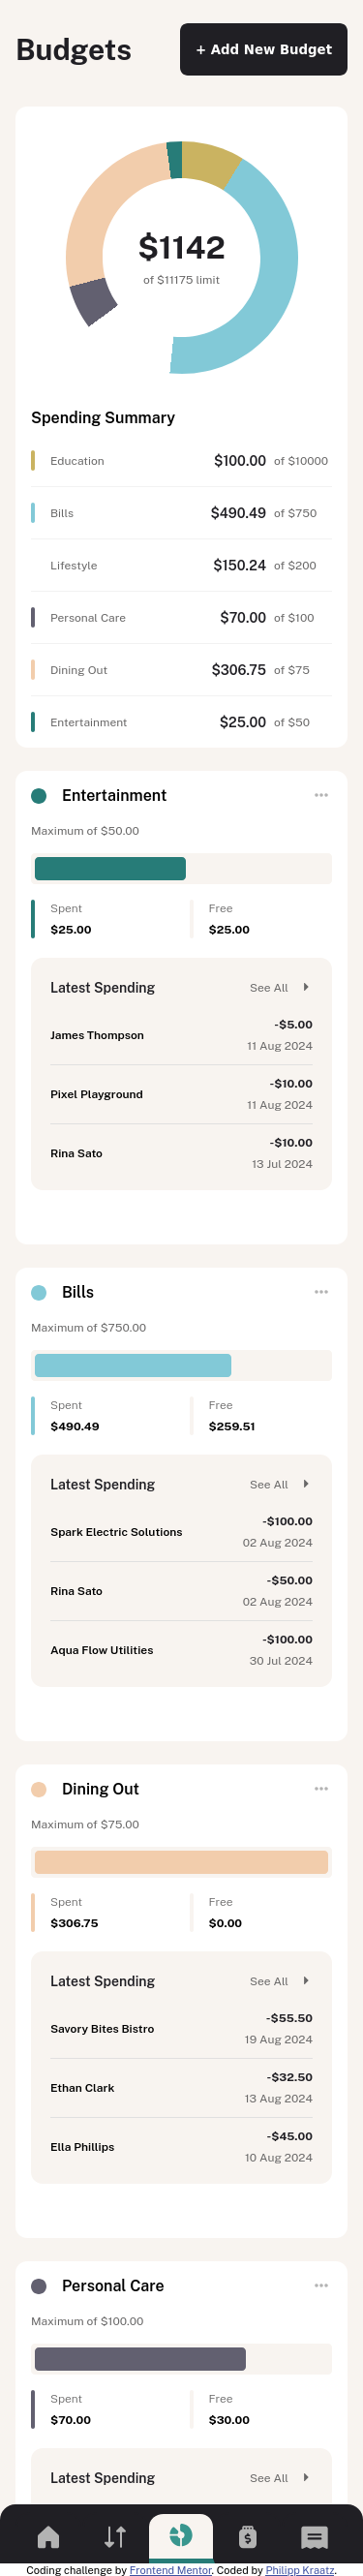 Budgets
+ Add New Budget
$1142
of $11175 limit
Spending Summary
Education $100.00 of $10000
Bills $490.49 of $750
Lifestyle $150.24 of $200
Personal Care $70.00 of $100
Dining Out $306.75 of $75
Entertainment $25.00 of $50
Entertainment
Maximum of $50.00
Spent Free
$25.00 $25.00
Latest Spending See All
-$5.00
James Thompson
11 Aug 2024
-$10.00
Pixel Playground
11 Aug 2024
-$10.00
Rina Sato
13 Jul 2024
Bills
Maximum of $750.00
Spent Free
$490.49 $259.51
Latest Spending See All
-$100.00
Spark Electric Solutions
02 Aug 2024
-$50.00
Rina Sato
02 Aug 2024
-$100.00
Aqua Flow Utilities
30 Jul 2024
Dining Out
Maximum of $75.00
Spent Free
$306.75 $0.00
Latest Spending See All
-$55.50
Savory Bites Bistro
19 Aug 2024
-$32.50
Ethan Clark
13 Aug 2024
-$45.00
Ella Phillips
10 Aug 2024
Personal Care
Maximum of $100.00
Spent Free
$70.00 $30.00
Latest Spending See All
Coding challenge by Frontend Mentor. Coded by Philipp Kraatz.